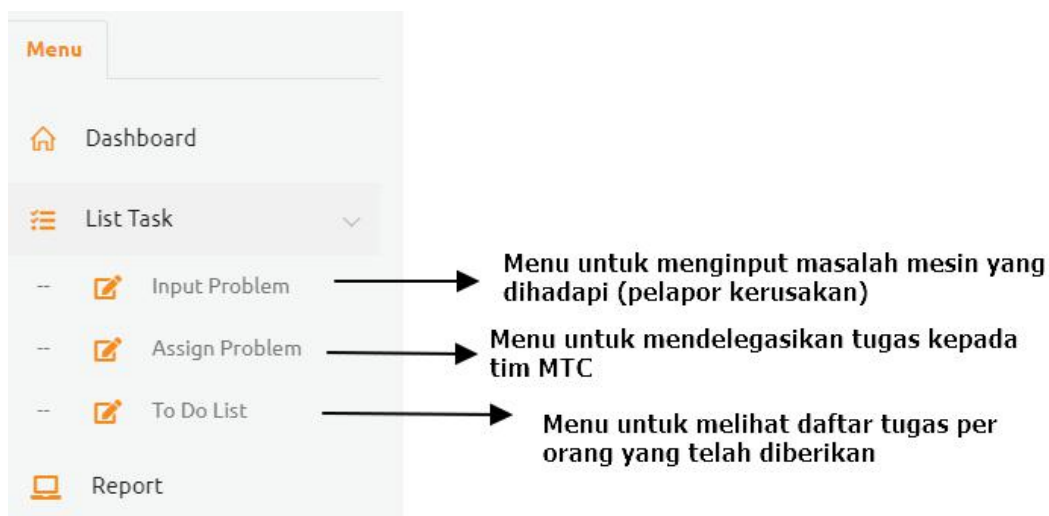 Menu
Dashboard
List Task
-- Input Problem
Menu untuk menginput masalah mesin yang
dihadapi (pelapor kerusakan)
-- Assign Problem
Menu untuk mendelegasikan tugas kepada
tim MTC
-- To Do List
Menu untuk melihat daftar tugas per
orang yang telah diberikan
Report